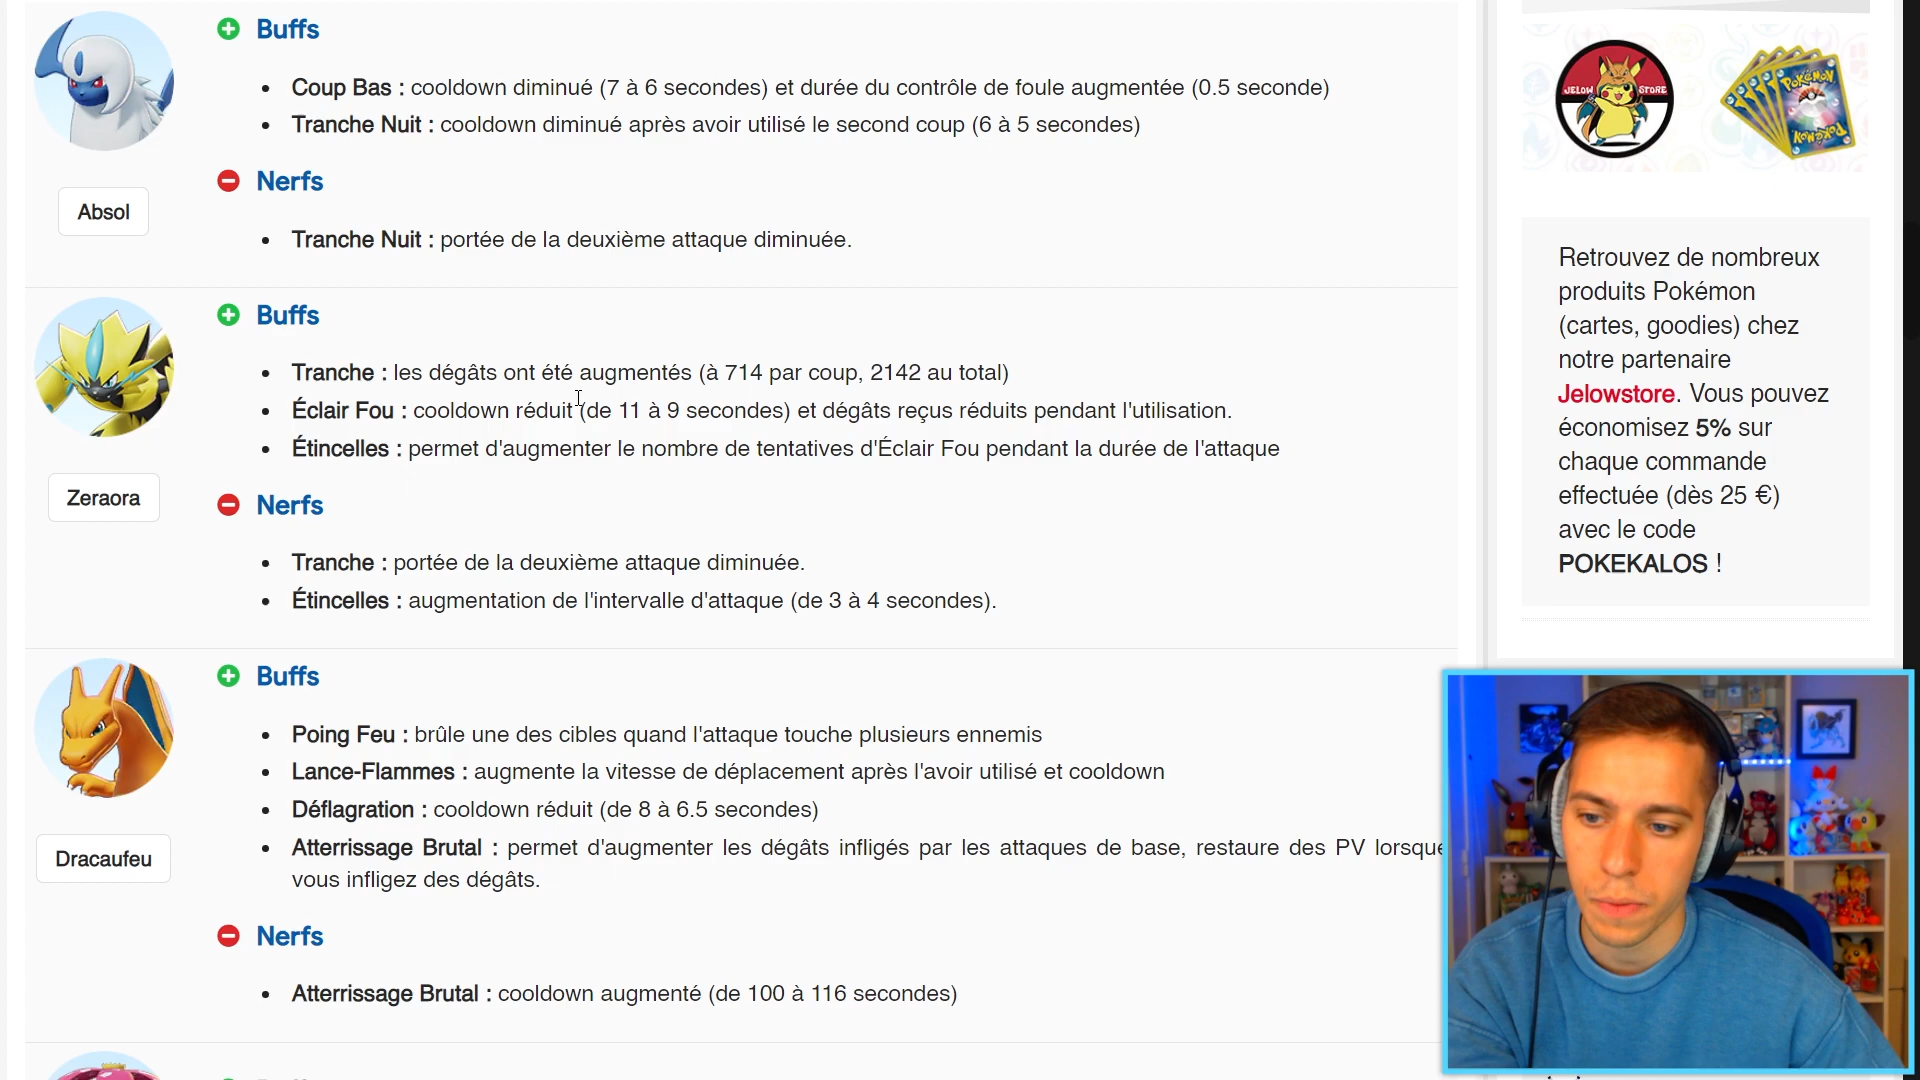 Buffs
Coup Bas : cooldown diminué (7 à 6 secondes) et durée du contrôle de foule augmentée (0.5 seconde)
Tranche Nuit : cooldown diminué après avoir utilisé le second coup (6 à 5 secondes)
Nerfs
Absol
Tranche Nuit : portée de la deuxième attaque diminuée.
Buffs
Tranche : les dégâts ont été augmentés (à 714 par coup, 2142 au total)
Éclair Fou : cooldown réduit (de 11 à 9 secondes) et dégâts reçus réduits pendant l'utilisation.
Étincelles : permet d'augmenter le nombre de tentatives d'Éclair Fou pendant la durée de l'attaque
Zeraora
Nerfs
Tranche : portée de la deuxième attaque diminuée.
Étincelles : augmentation de l'intervalle d'attaque (de 3 à 4 secondes).
Buffs
Poing Feu : brûle une des cibles quand l'attaque touche plusieurs ennemis
Lance-Flammes : augmente la vitesse de déplacement après l'avoir utilisé et cooldown
Déflagration : cooldown réduit (de 8 à 6.5 secondes)
Atterrissage Brutal : permet d'augmenter les dégâts infligés par les attaques de base, restaure des PV lorsque
vous infligez des dégâts.
Dracaufeu
Nerfs
Atterrissage Brutal : cooldown augmenté (de 100 à 116 secondes)
JELOW STORE
POKÉMON
POKÉMON
Retrouvez de nombreux
produits Pokémon
(cartes, goodies) chez
notre partenaire
Jelowstore. Vous pouvez
économisez 5% sur
chaque commande
effectuée (dès 25 €)
avec le code
POKEKALOS !